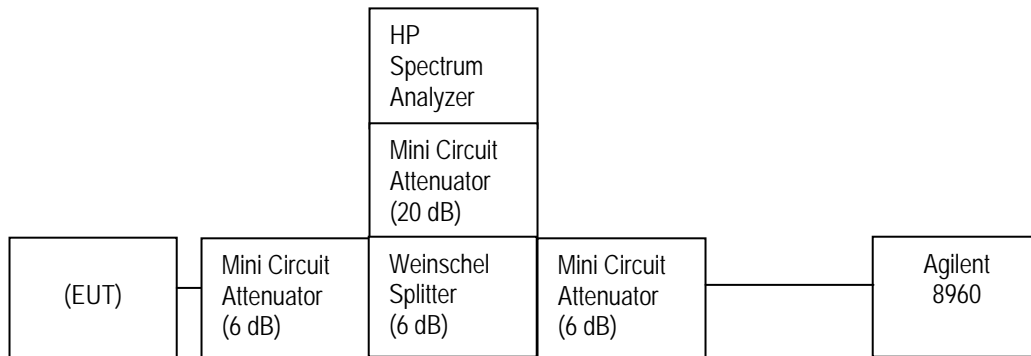 HP
Spectrum
Analyzer
Mini Circuit
Attenuator
(20 dB)
(EUT)
Mini Circuit
Attenuator
(6 dB)
Weinschel
Splitter
(6 dB)
Mini Circuit
Attenuator
(6 dB)
Agilent
8960